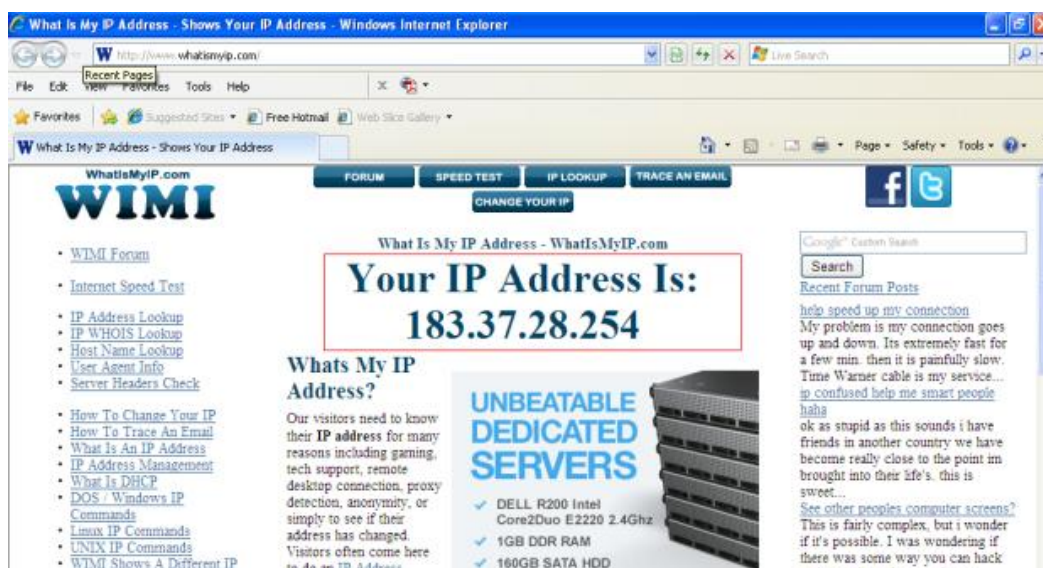 What Is My IP Address - Shows Your IP Address - Windows Internet Explorer
http://www.whatismyip.com/
Live Search
Recent Pages
File Edit View Favorites Tools Help
Favorites
Suggested Sites
Free Hotmail
Web Slice Gallery
What Is My IP Address - Shows Your IP Address
Page
Safety
Tools
WhatIsMyIP.com
WIMI
FORUM
SPEED TEST
IP LOOKUP
TRACE AN EMAIL
CHANGE YOUR IP
WIMI Forum
Internet Speed Test
IP Address Lookup
IP WHOIS Lookup
Host Name Lookup
User Agent Info
Server Headers Check
How To Change Your IP
How To Trace An Email
What Is An IP Address
IP Address Management
What Is DHCP
DOS / Windows IP
Commands
Linux IP Commands
UNIX IP Commands
WIMI Shows A Different IP
What Is My IP Address - WhatIsMyIP.com
Your IP Address Is:
183.37.28.254
Whats My IP
Address?
Our visitors need to know
their IP address for many
reasons including gaming,
tech support, remote
desktop connection, proxy
detection, anonymity, or
simply to see if their
address has changed.
Visitors often come here
to do an IP Address
UNBEATABLE
DEDICATED
SERVERS
DELL R200 Intel
Core2Duo E2220 2.4Ghz
1GB DDR RAM
160GB SATA HDD
Google Custom Search
Search
Recent Forum Posts
help speed up my connection
My problem is my connection goes
up and down. Its extremely fast for
a few min. then it is painfully slow.
Time Warner cable is my service...
ip confused help me smart people
haha
ok as stupid as this sounds i have
friends in another country we have
become really close to the point im
brought into their life's. this is
sweet...
See other peoples computer screens?
This is fairly complex, but i wonder
if it's possible. I was wondering if
there was some way you can hack